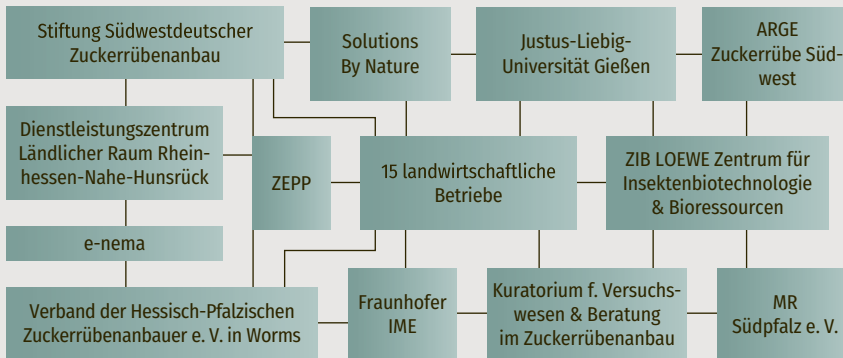 Stiftung Südwestdeutscher
Zuckerrübenanbau
Solutions
By Nature
Justus-Liebig-
Universität Gießen
ARGE
Zuckerrübe Süd-
west
Dienstleistungszentrum
Ländlicher Raum Rhein-
hessen-Nahe-Hunsrück
ZEPP
15 landwirtschaftliche
Betriebe
ZIB LOEWE Zentrum für
Insektenbiotechnologie
& Bioressourcen
e-nema
Verband der Hessisch-Pfalzischen
Zuckerrübenanbauer e. V. in Worms
Fraunhofer
IME
Kuratorium f. Versuchs-
wesen & Beratung
im Zuckerrübenanbau
MR
Südpfalz e. V.